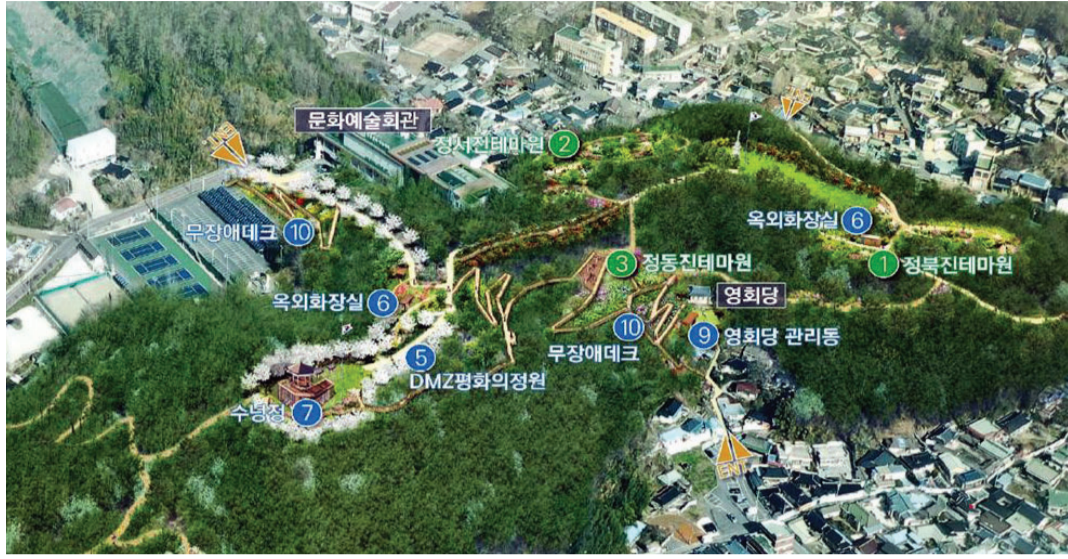 문화예술회관
정서진테마원 2
ENT
ENT
무장애데크 10
옥외화장실 6
1 정북진테마원
3 정동진테마원
영회당
옥외화장실 6
10
무장애데크
9 영회당 관리동
5
DMZ평화의정원
수녕정 7
ENT